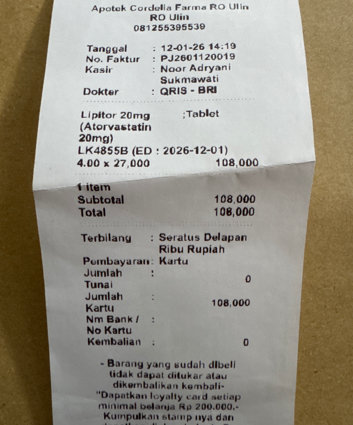 Apotek Cordelia Farma RO Ulin
RO Ulin
081255395539
Tanggal : 12-01-26 14:19
No. Faktur : PJ2601120019
Kasir : Noor Adryani
Sukmawati
Dokter : QRIS - BRI
Lipitor 20mg ;Tablet
(Atorvastatin
20mg)
LK4855B (ED : 2026-12-01)
4.00 x 27,000 108,000
1 item
Subtotal 108,000
Total 108,000
Terbilang : Seratus Delapan
Ribu Rupiah
Pembayaran: Kartu
Jumlah :
Tunai 0
Jumlah :
Kartu 108,000
Nm Bank / :
No Kartu
Kembalian : 0
- Barang yang sudah dibeli
tidak dapat ditukar atau
dikembalikan kembali-
"Dapatkan loyalty card setiap
minimal belanja Rp 200.000.-
Kumpulkan stamp nya dan